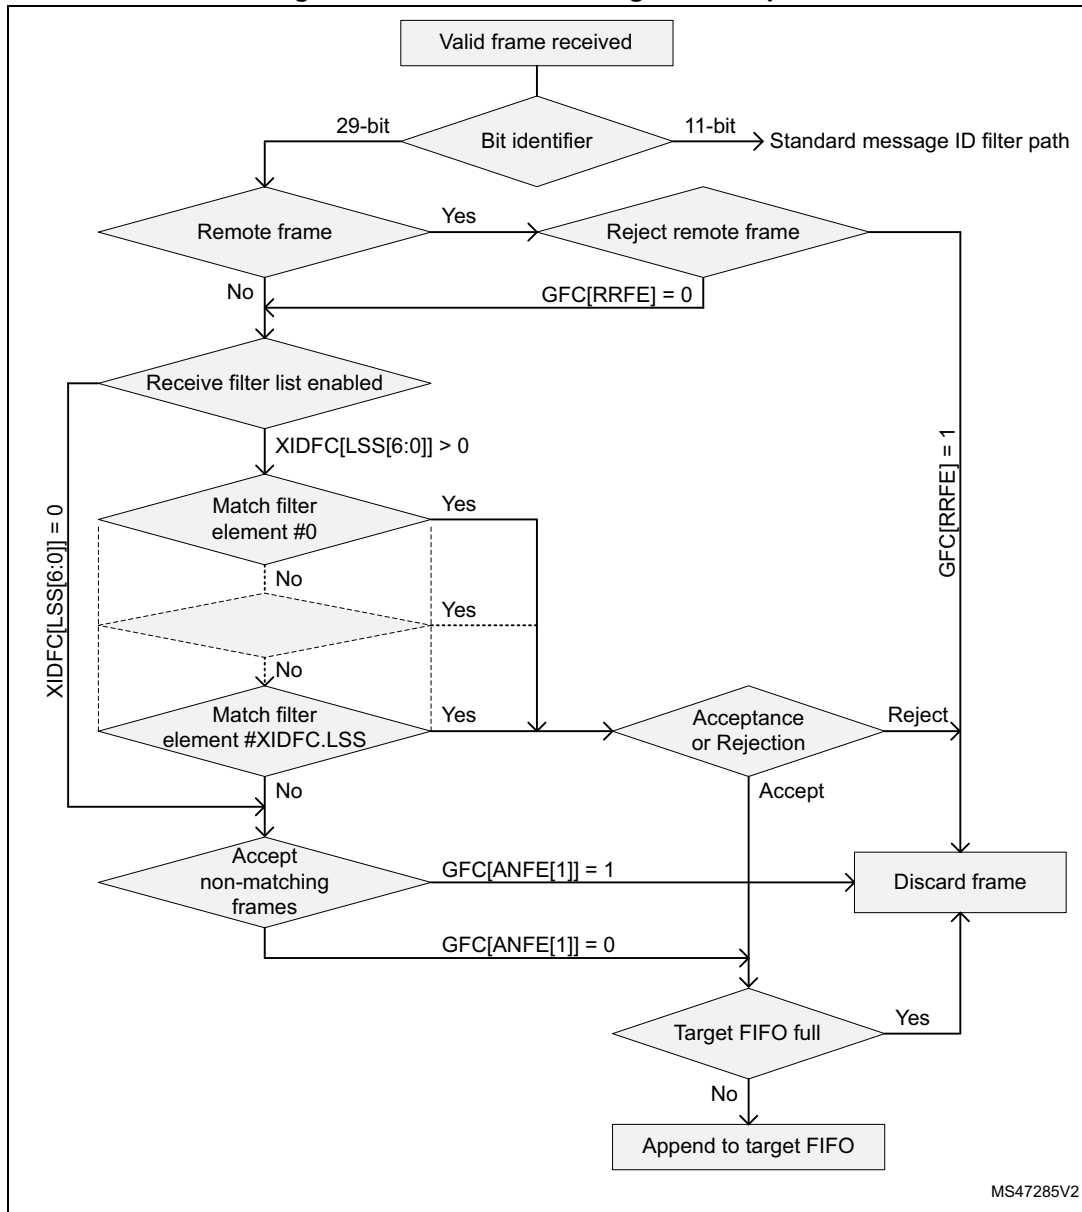 Valid frame received
29-bit
Bit identifier
11-bit
Standard message ID filter path
Remote frame
Yes
Reject remote frame
No
GFC[RRFE] = 0
Receive filter list enabled
XIDFC[LSS[6:0]] > 0
GFC[RRFE] = 1
XIDFC[LSS[6:0]] = 0
Match filter
element #0
Yes
No
Yes
No
Match filter
element #XIDFC.LSS
Yes
Acceptance
or Rejection
Reject
No
Accept
Accept
non-matching
frames
GFC[ANFE[1]] = 1
Discard frame
GFC[ANFE[1]] = 0
Target FIFO full
Yes
No
Append to target FIFO
MS47285V2